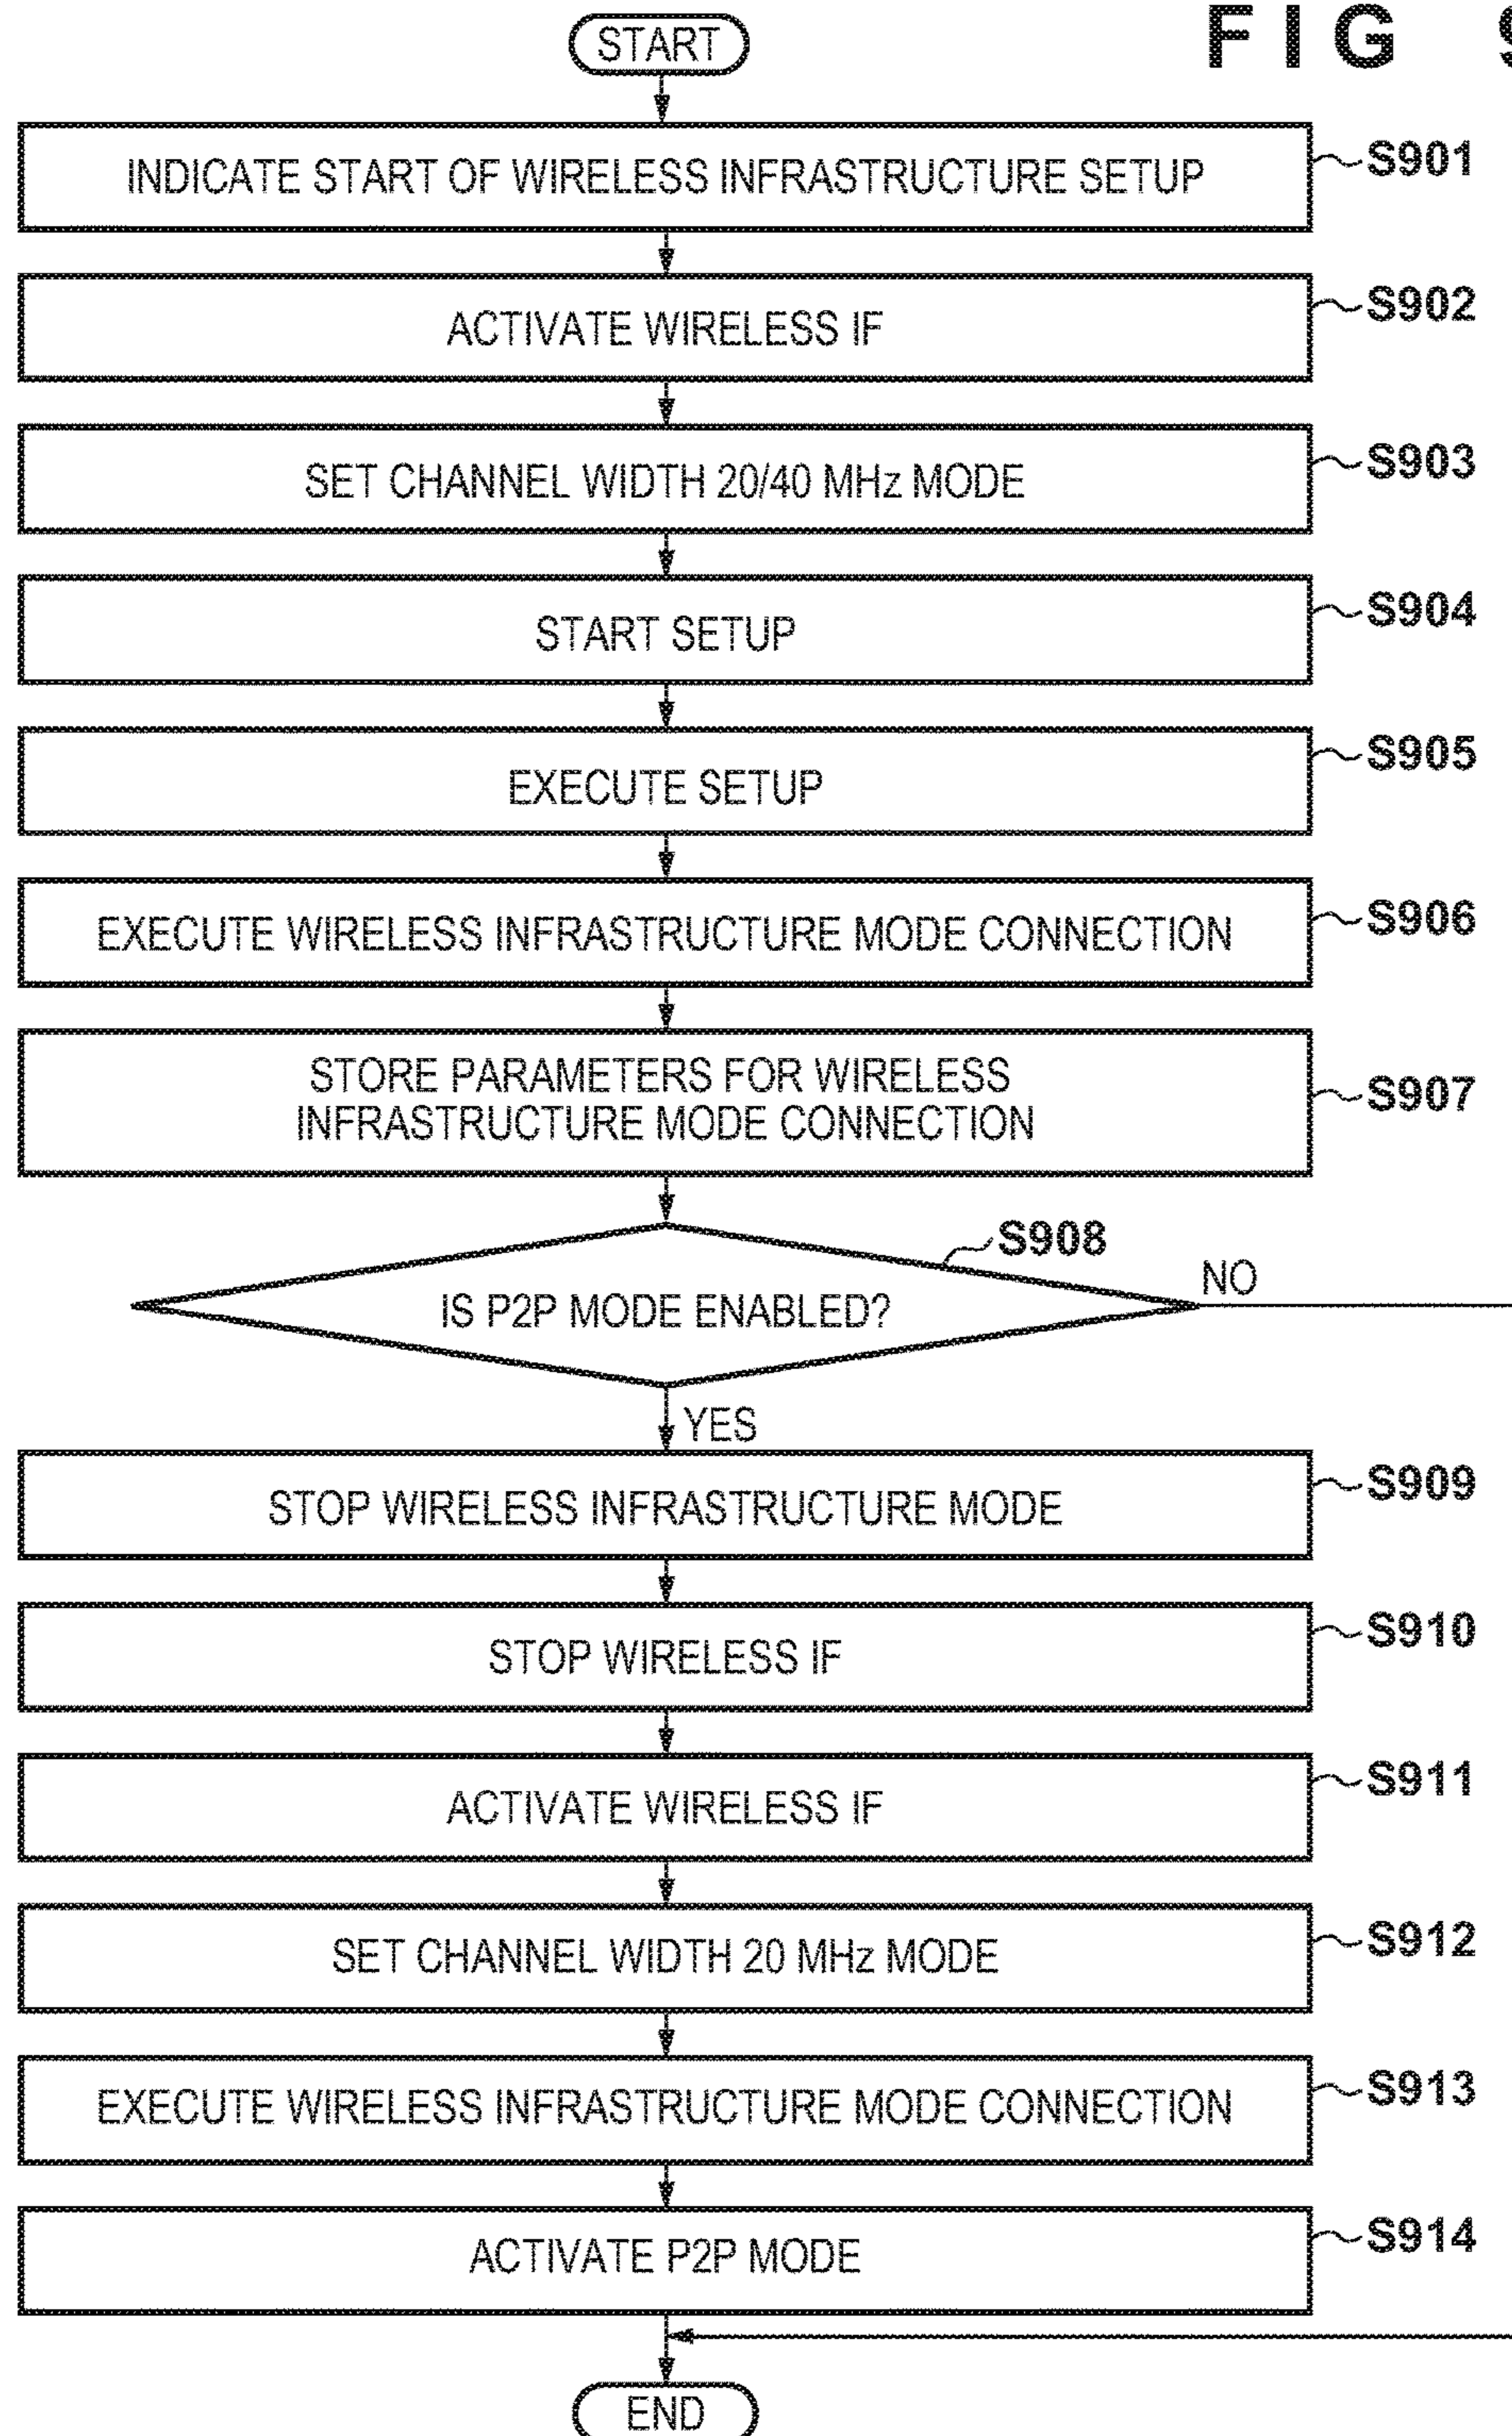 FIG 9
START
INDICATE START OF WIRELESS INFRASTRUCTURE SETUP
S901
ACTIVATE WIRELESS IF
S902
SET CHANNEL WIDTH 20/40 MHz MODE
S903
START SETUP
S904
EXECUTE SETUP
S905
EXECUTE WIRELESS INFRASTRUCTURE MODE CONNECTION
S906
STORE PARAMETERS FOR WIRELESS
INFRASTRUCTURE MODE CONNECTION
S907
S908
IS P2P MODE ENABLED?
NO
YES
STOP WIRELESS INFRASTRUCTURE MODE
S909
STOP WIRELESS IF
S910
ACTIVATE WIRELESS IF
S911
SET CHANNEL WIDTH 20 MHz MODE
S912
EXECUTE WIRELESS INFRASTRUCTURE MODE CONNECTION
S913
ACTIVATE P2P MODE
S914
END